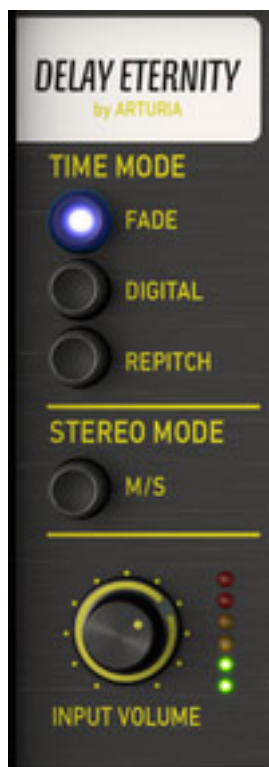 DELAY ETERNITY
by ARTURIA
TIME MODE
FADE
DIGITAL
REPITCH
STEREO MODE
M/S
INPUT VOLUME